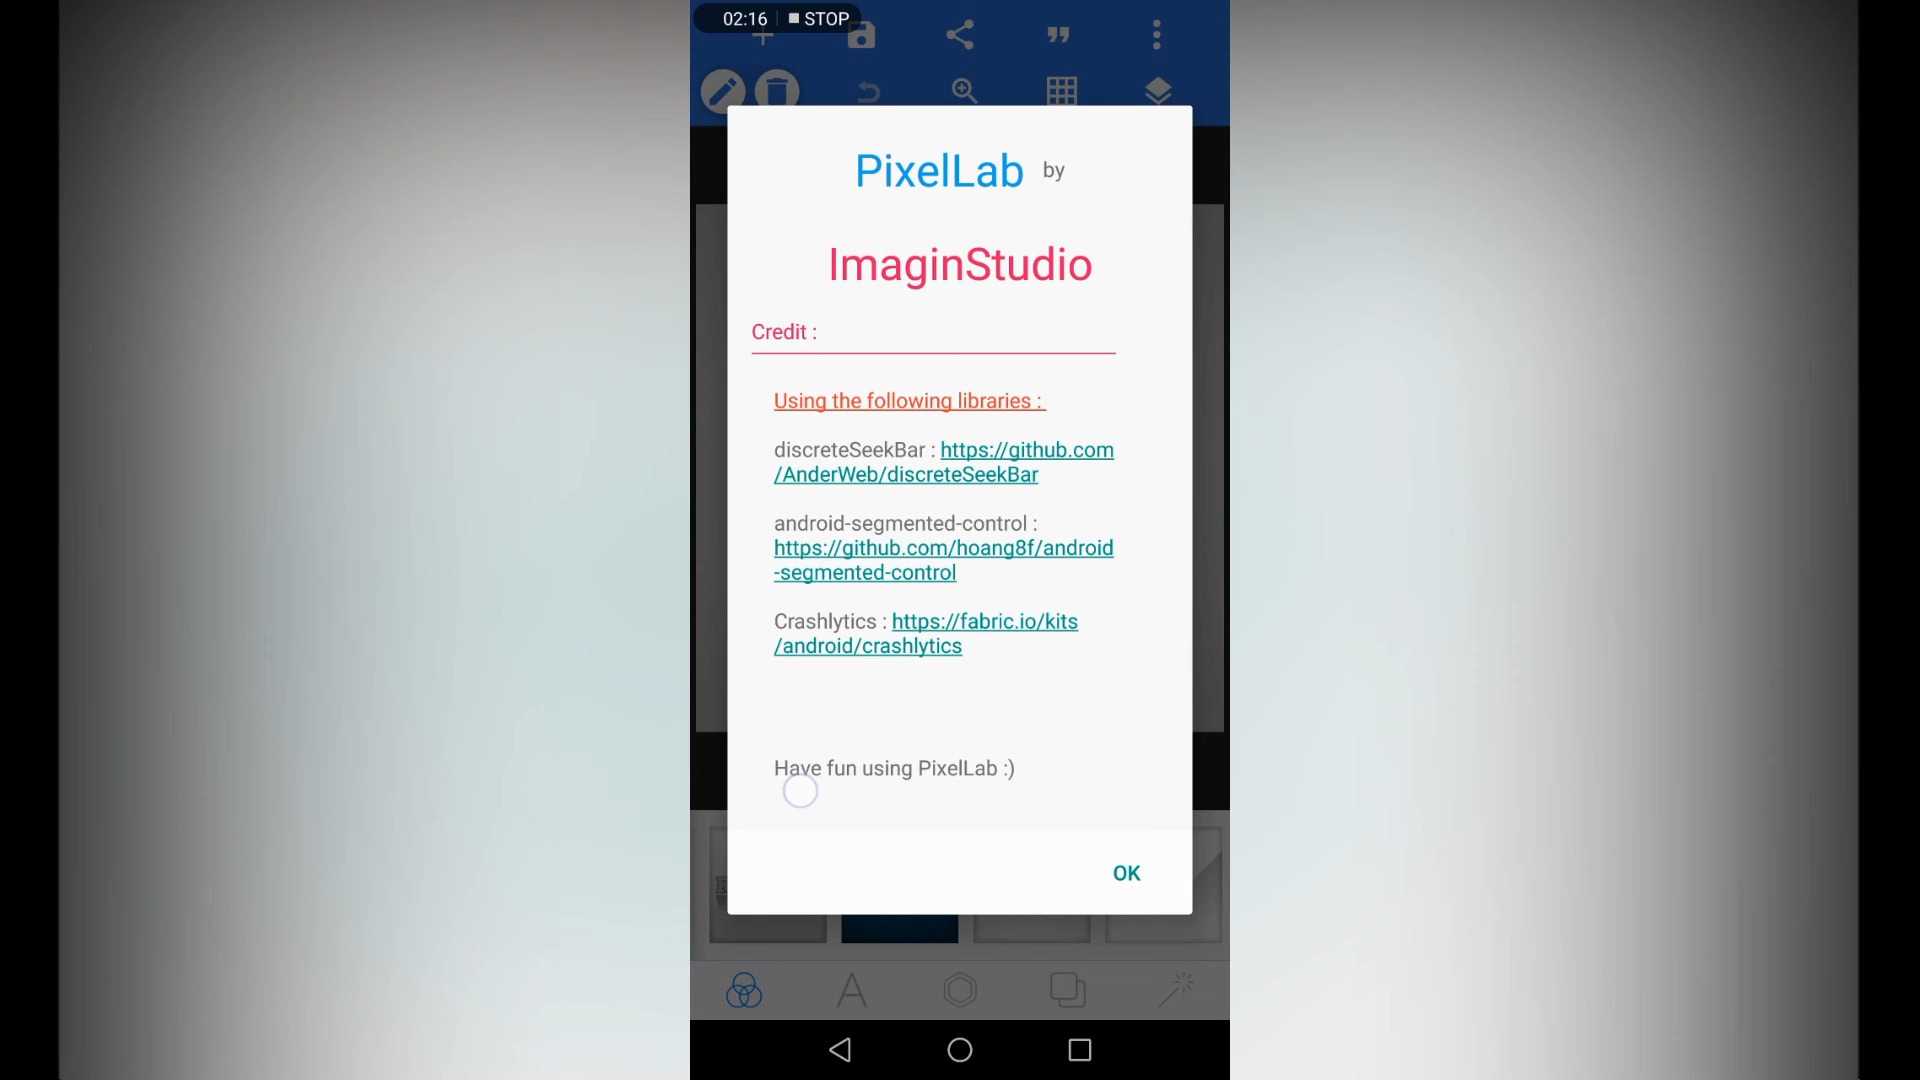 02:16 STOP
PixelLab by
ImaginStudio
Credit :
Using the following libraries :
discreteSeekBar : https://github.com
/AnderWeb/discreteSeekBar
android-segmented-control :
https://github.com/hoang8f/android
-segmented-control
Crashlytics : https://fabric.io/kits
/android/crashlytics
Have fun using PixelLab :)
OK